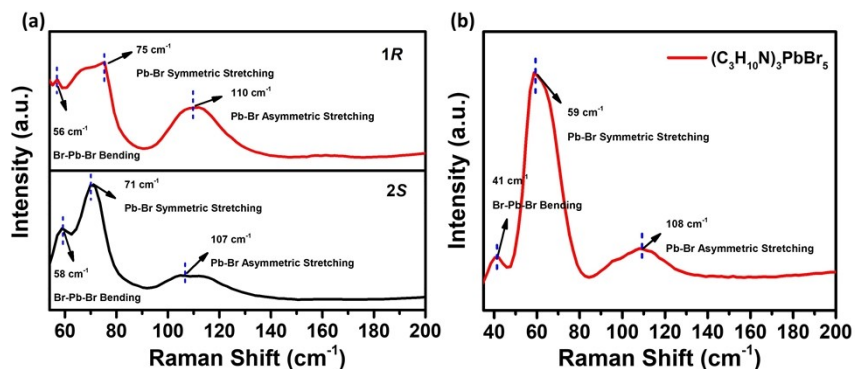 (a)
1R
75 cm-1
Pb-Br Symmetric Stretching
110 cm-1
Pb-Br Asymmetric Stretching
56 cm-1
Br-Pb-Br Bending
2S
71 cm-1
Pb-Br Symmetric Stretching
107 cm-1
Pb-Br Asymmetric Stretching
58 cm-1
Br-Pb-Br Bending
Intensity (a.u.)
60 80 100 120 140 160 180 200
Raman Shift (cm-1)
(b)
(C3H10N)3PbBr5
59 cm-1
Pb-Br Symmetric Stretching
41 cm-1
Br-Pb-Br Bending
108 cm-1
Pb-Br Asymmetric Stretching
Intensity (a.u.)
40 60 80 100 120 140 160 180 200
Raman Shift (cm-1)